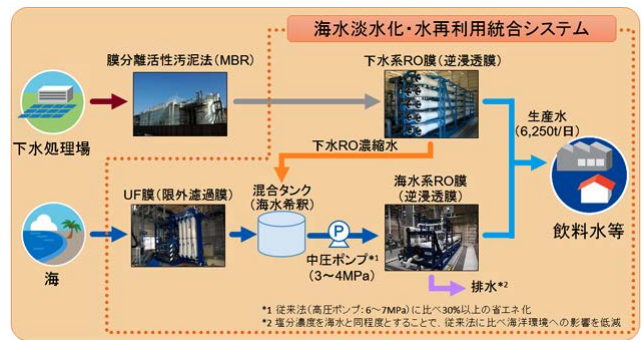 海水淡水化・水再利用統合システム
膜分離活性汚泥法(MBR)
下水系RO膜(逆浸透膜)
生産水
(6,250t/日)
下水処理場
下水RO濃縮水
UF膜(限外濾過膜)
混合タンク
(海水希釈)
海水系RO膜
(逆浸透膜)
P
飲料水等
海
中圧ポンプ*1
(3～4MPa)
排水*2
*1 従来法(高圧ポンプ:6～7MPa)に比べ30%以上の省エネ化
*2 塩分濃度を海水と同程度とすることで、従来法に比べ海洋環境への影響を低減